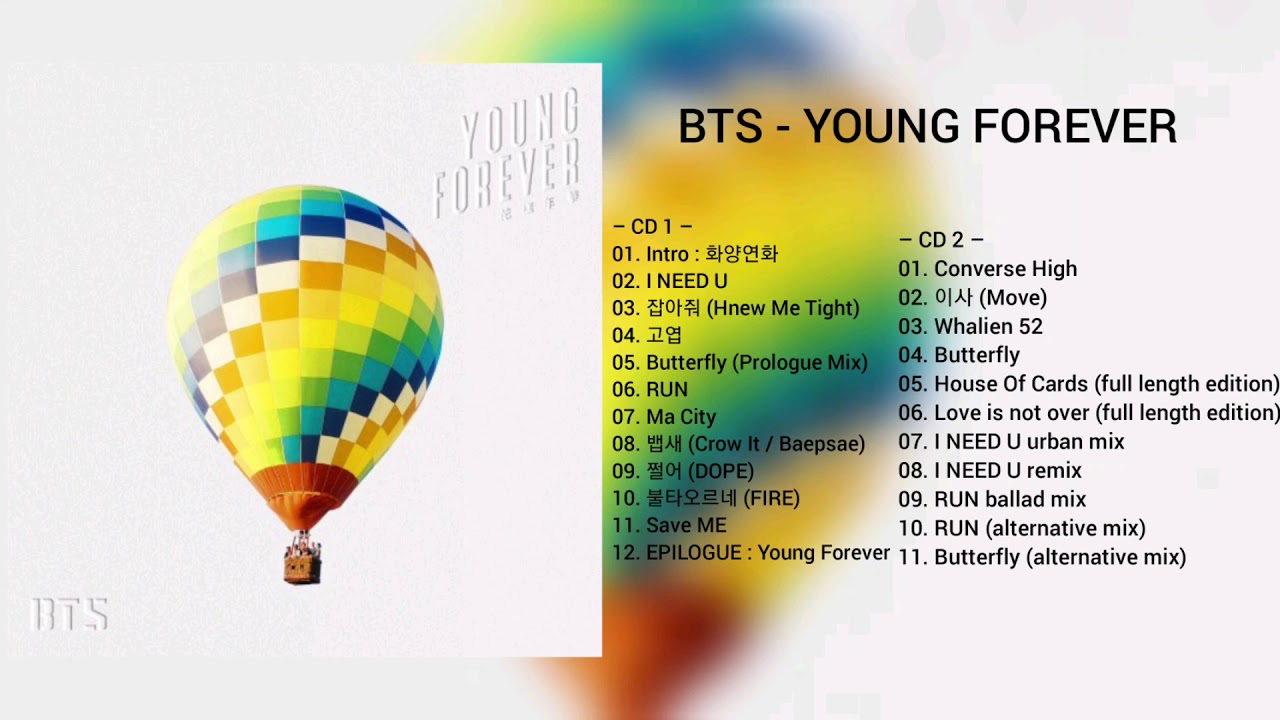 YOUNG
FOREVER
花樣年華
BTS
BTS - YOUNG FOREVER
– CD 1 –
01. Intro : 화양연화
02. I NEED U
03. 잡아줘 (Hnew Me Tight)
04. 고엽
05. Butterfly (Prologue Mix)
06. RUN
07. Ma City
08. 뱁새 (Crow It / Baepsae)
09. 쩔어 (DOPE)
10. 불타오르네 (FIRE)
11. Save ME
12. EPILOGUE : Young Forever
– CD 2 –
01. Converse High
02. 이사 (Move)
03. Whalien 52
04. Butterfly
05. House Of Cards (full length edition)
06. Love is not over (full length edition)
07. I NEED U urban mix
08. I NEED U remix
09. RUN ballad mix
10. RUN (alternative mix)
11. Butterfly (alternative mix)